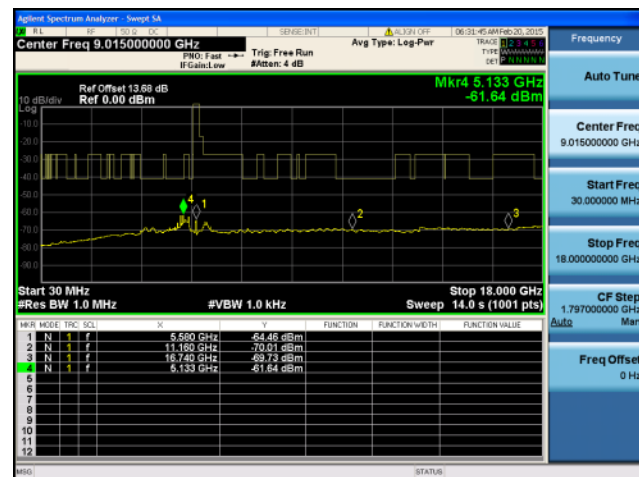 Agilent Spectrum Analyzer - Swept SA
RL RF 50 Ω DC SENSE:INT ALIGN OFF 06:31:45 AM Feb 20, 2015
Center Freq 9.015000000 GHz
PNO: Fast
IFGain:Low
Trig: Free Run
#Atten: 4 dB
Avg Type: Log-Pwr
TRACE 1 2 3 4 5 6
TYPE
DET P N N N N N
Ref Offset 13.68 dB
10 dB/div Ref 0.00 dBm
Log
Mkr4 5.133 GHz
-61.64 dBm
-10.0
-20.0
-30.0
-40.0
-50.0
-60.0
-70.0
-80.0
-90.0
4
1
2
3
Start 30 MHz
Stop 18.000 GHz
#Res BW 1.0 MHz
#VBW 1.0 kHz
Sweep 14.0 s (1001 pts)
MKR MODE TRC SCL X Y FUNCTION FUNCTION WIDTH FUNCTION VALUE
1 N 1 f 5.580 GHz -64.46 dBm
2 N 1 f 11.160 GHz -70.01 dBm
3 N 1 f 16.740 GHz -69.73 dBm
4 N 1 f 5.133 GHz -61.64 dBm
5
6
7
8
9
10
11
12
MSG STATUS
Frequency
Auto Tune
Center Freq
9.015000000 GHz
Start Freq
30.000000 MHz
Stop Freq
18.000000000 GHz
CF Step
1.797000000 GHz
Auto Man
Freq Offset
0 Hz